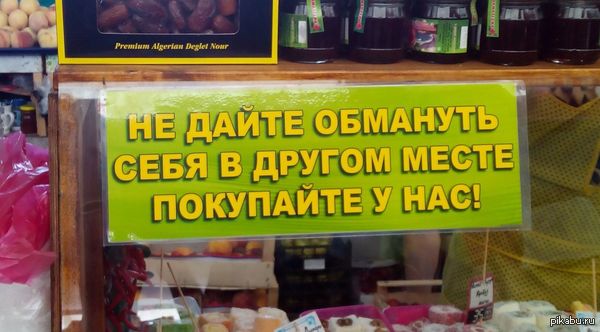 Premium Algerian Deglet Nour
НЕ ДАЙТЕ ОБМАНУТЬ
СЕБЯ В ДРУГОМ МЕСТЕ
ПОКУПАЙТЕ У НАС!
pikabu.ru